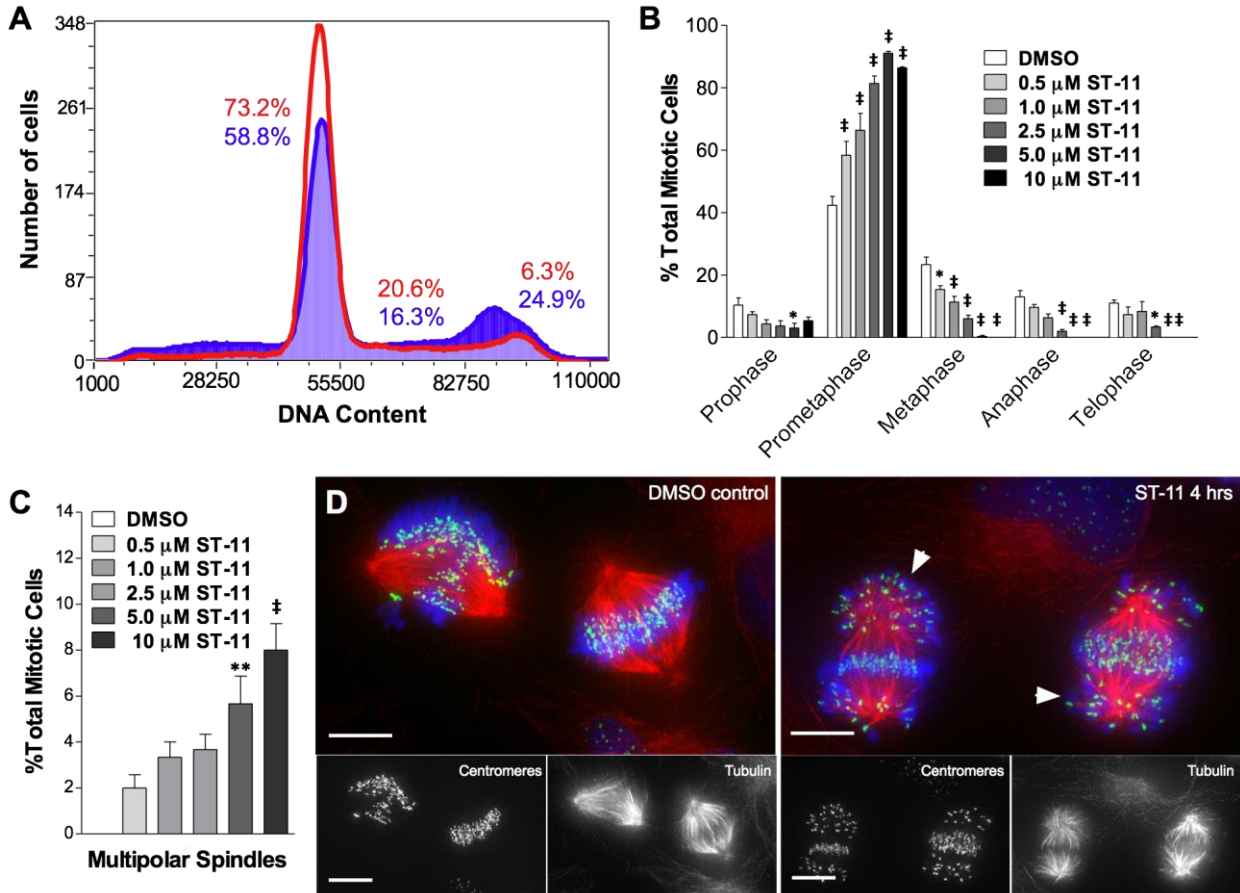 A
348
261
174
87
0
Number of cells
73.2%
58.8%
20.6%
16.3%
6.3%
24.9%
1000 28250 55500 82750 110000
DNA Content
B
100
80
60
40
20
0
% Total Mitotic Cells
DMSO
0.5 μM ST-11
1.0 μM ST-11
2.5 μM ST-11
5.0 μM ST-11
10 μM ST-11
*
‡ ‡ ‡ ‡ ‡
* ‡ ‡ ‡ ‡
‡ ‡ ‡
* ‡ ‡
Prophase
Prometaphase
Metaphase
Anaphase
Telophase
C
14
12
10
8
6
4
2
0
%Total Mitotic Cells
DMSO
0.5 μM ST-11
1.0 μM ST-11
2.5 μM ST-11
5.0 μM ST-11
10 μM ST-11
** ‡
Multipolar Spindles
D
DMSO control
ST-11 4 hrs
Centromeres
Tubulin
Centromeres
Tubulin